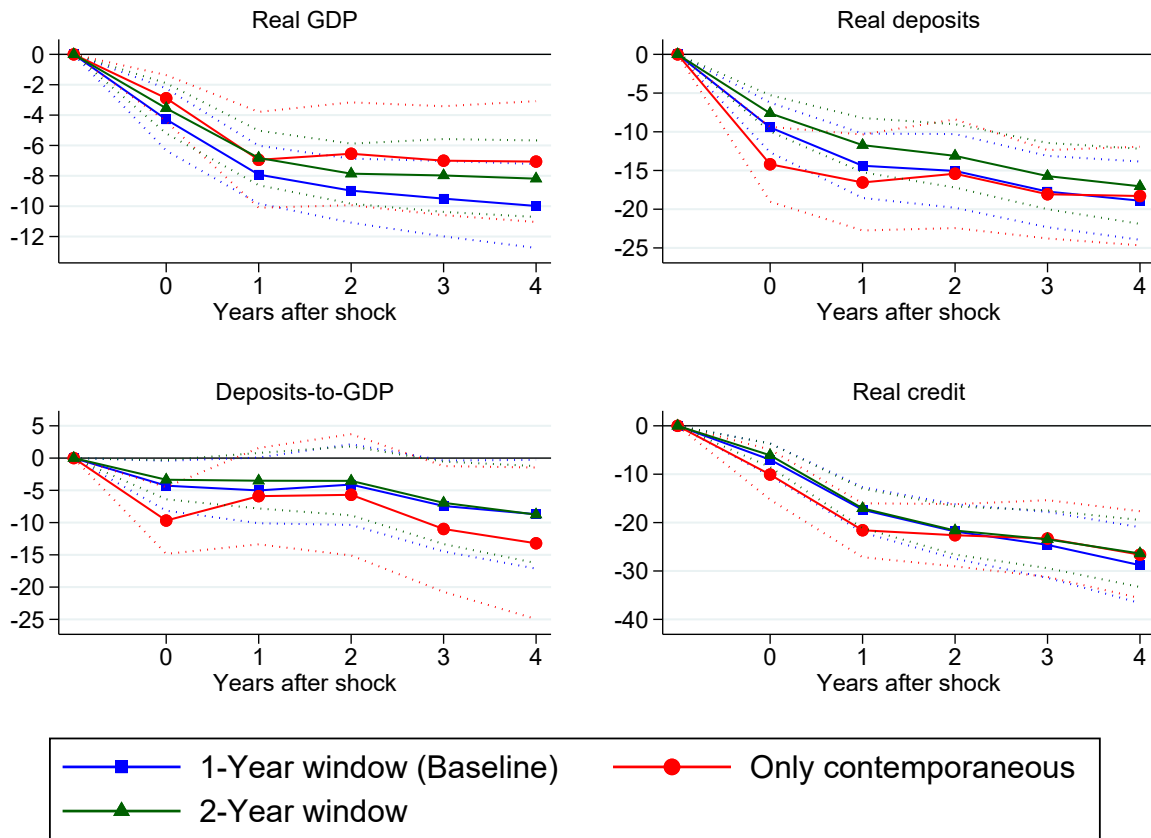 Real GDP
0
-2
-4
-6
-8
-10
-12
0 1 2 3 4
Years after shock
Real deposits
0
-5
-10
-15
-20
-25
0 1 2 3 4
Years after shock
Deposits-to-GDP
5
0
-5
-10
-15
-20
-25
0 1 2 3 4
Years after shock
Real credit
0
-10
-20
-30
-40
0 1 2 3 4
Years after shock
1-Year window (Baseline) Only contemporaneous
2-Year window